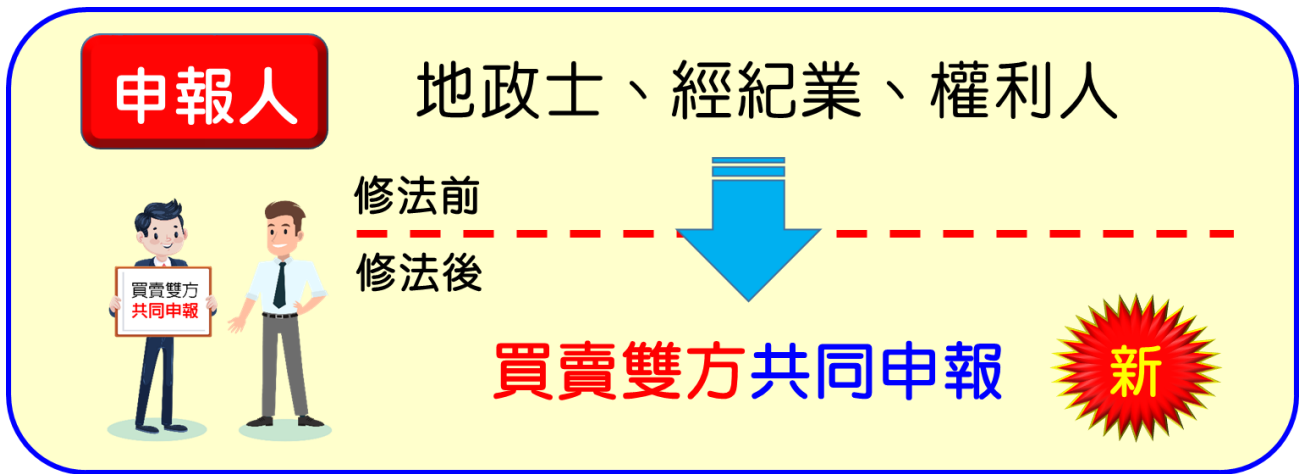 申報人
地政士、經紀業、權利人
修法前
修法後
買賣雙方
共同申報
買賣雙方共同申報
新